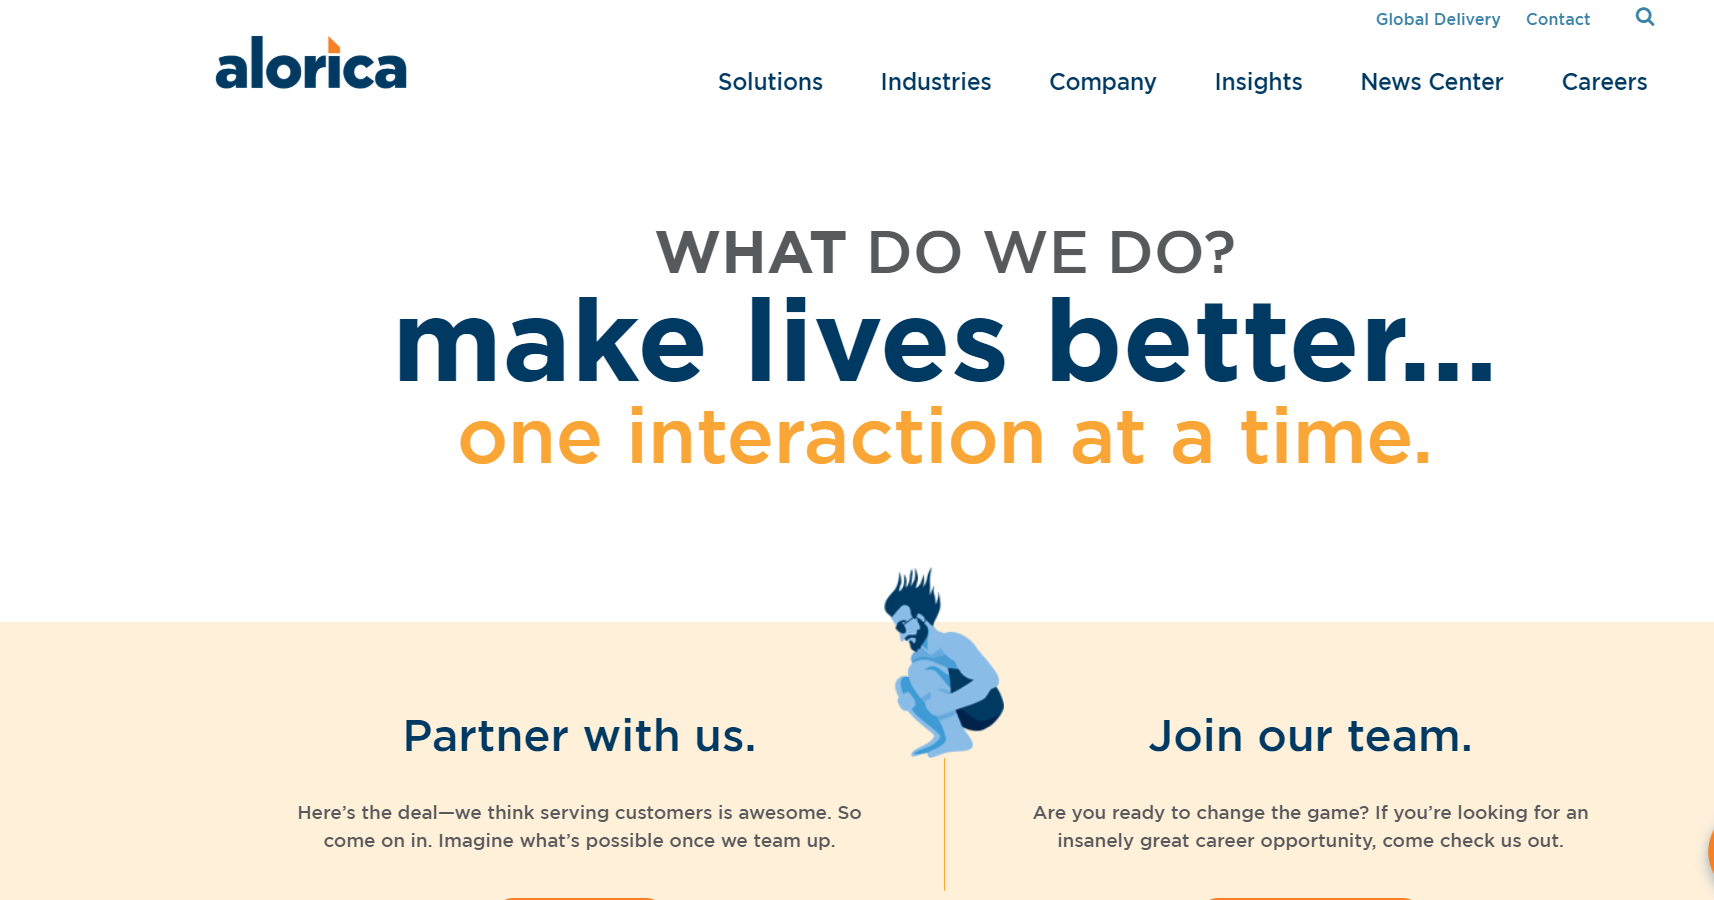 Global Delivery Contact
alorica
Solutions Industries Company Insights News Center Careers
WHAT DO WE DO?
make lives better...
one interaction at a time.
Partner with us.
Here’s the deal—we think serving customers is awesome. So
come on in. Imagine what’s possible once we team up.
Join our team.
Are you ready to change the game? If you’re looking for an
insanely great career opportunity, come check us out.